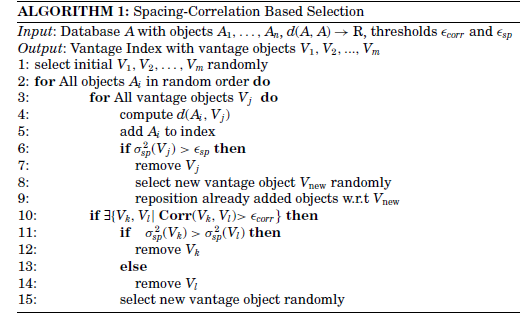 ALGORITHM 1: Spacing-Correlation Based Selection
Input: Database A with objects A₁, . . . , Aₙ, d(A, A) → R, thresholds ϵcorr and ϵsp
Output: Vantage Index with vantage objects V₁, V₂, ..., Vₘ
1: select initial V₁, V₂, . . . , Vₘ randomly
2: for All objects Aᵢ in random order do
3: for All vantage objects Vⱼ do
4: compute d(Aᵢ, Vⱼ)
5: add Aᵢ to index
6: if σ²sp(Vⱼ) > ϵsp then
7: remove Vⱼ
8: select new vantage object Vnew randomly
9: reposition already added objects w.r.t Vnew
10: if ∃{Vₖ, Vₗ| Corr(Vₖ, Vₗ)> ϵcorr} then
11: if σ²sp(Vₖ) > σ²sp(Vₗ) then
12: remove Vₖ
13: else
14: remove Vₗ
15: select new vantage object randomly